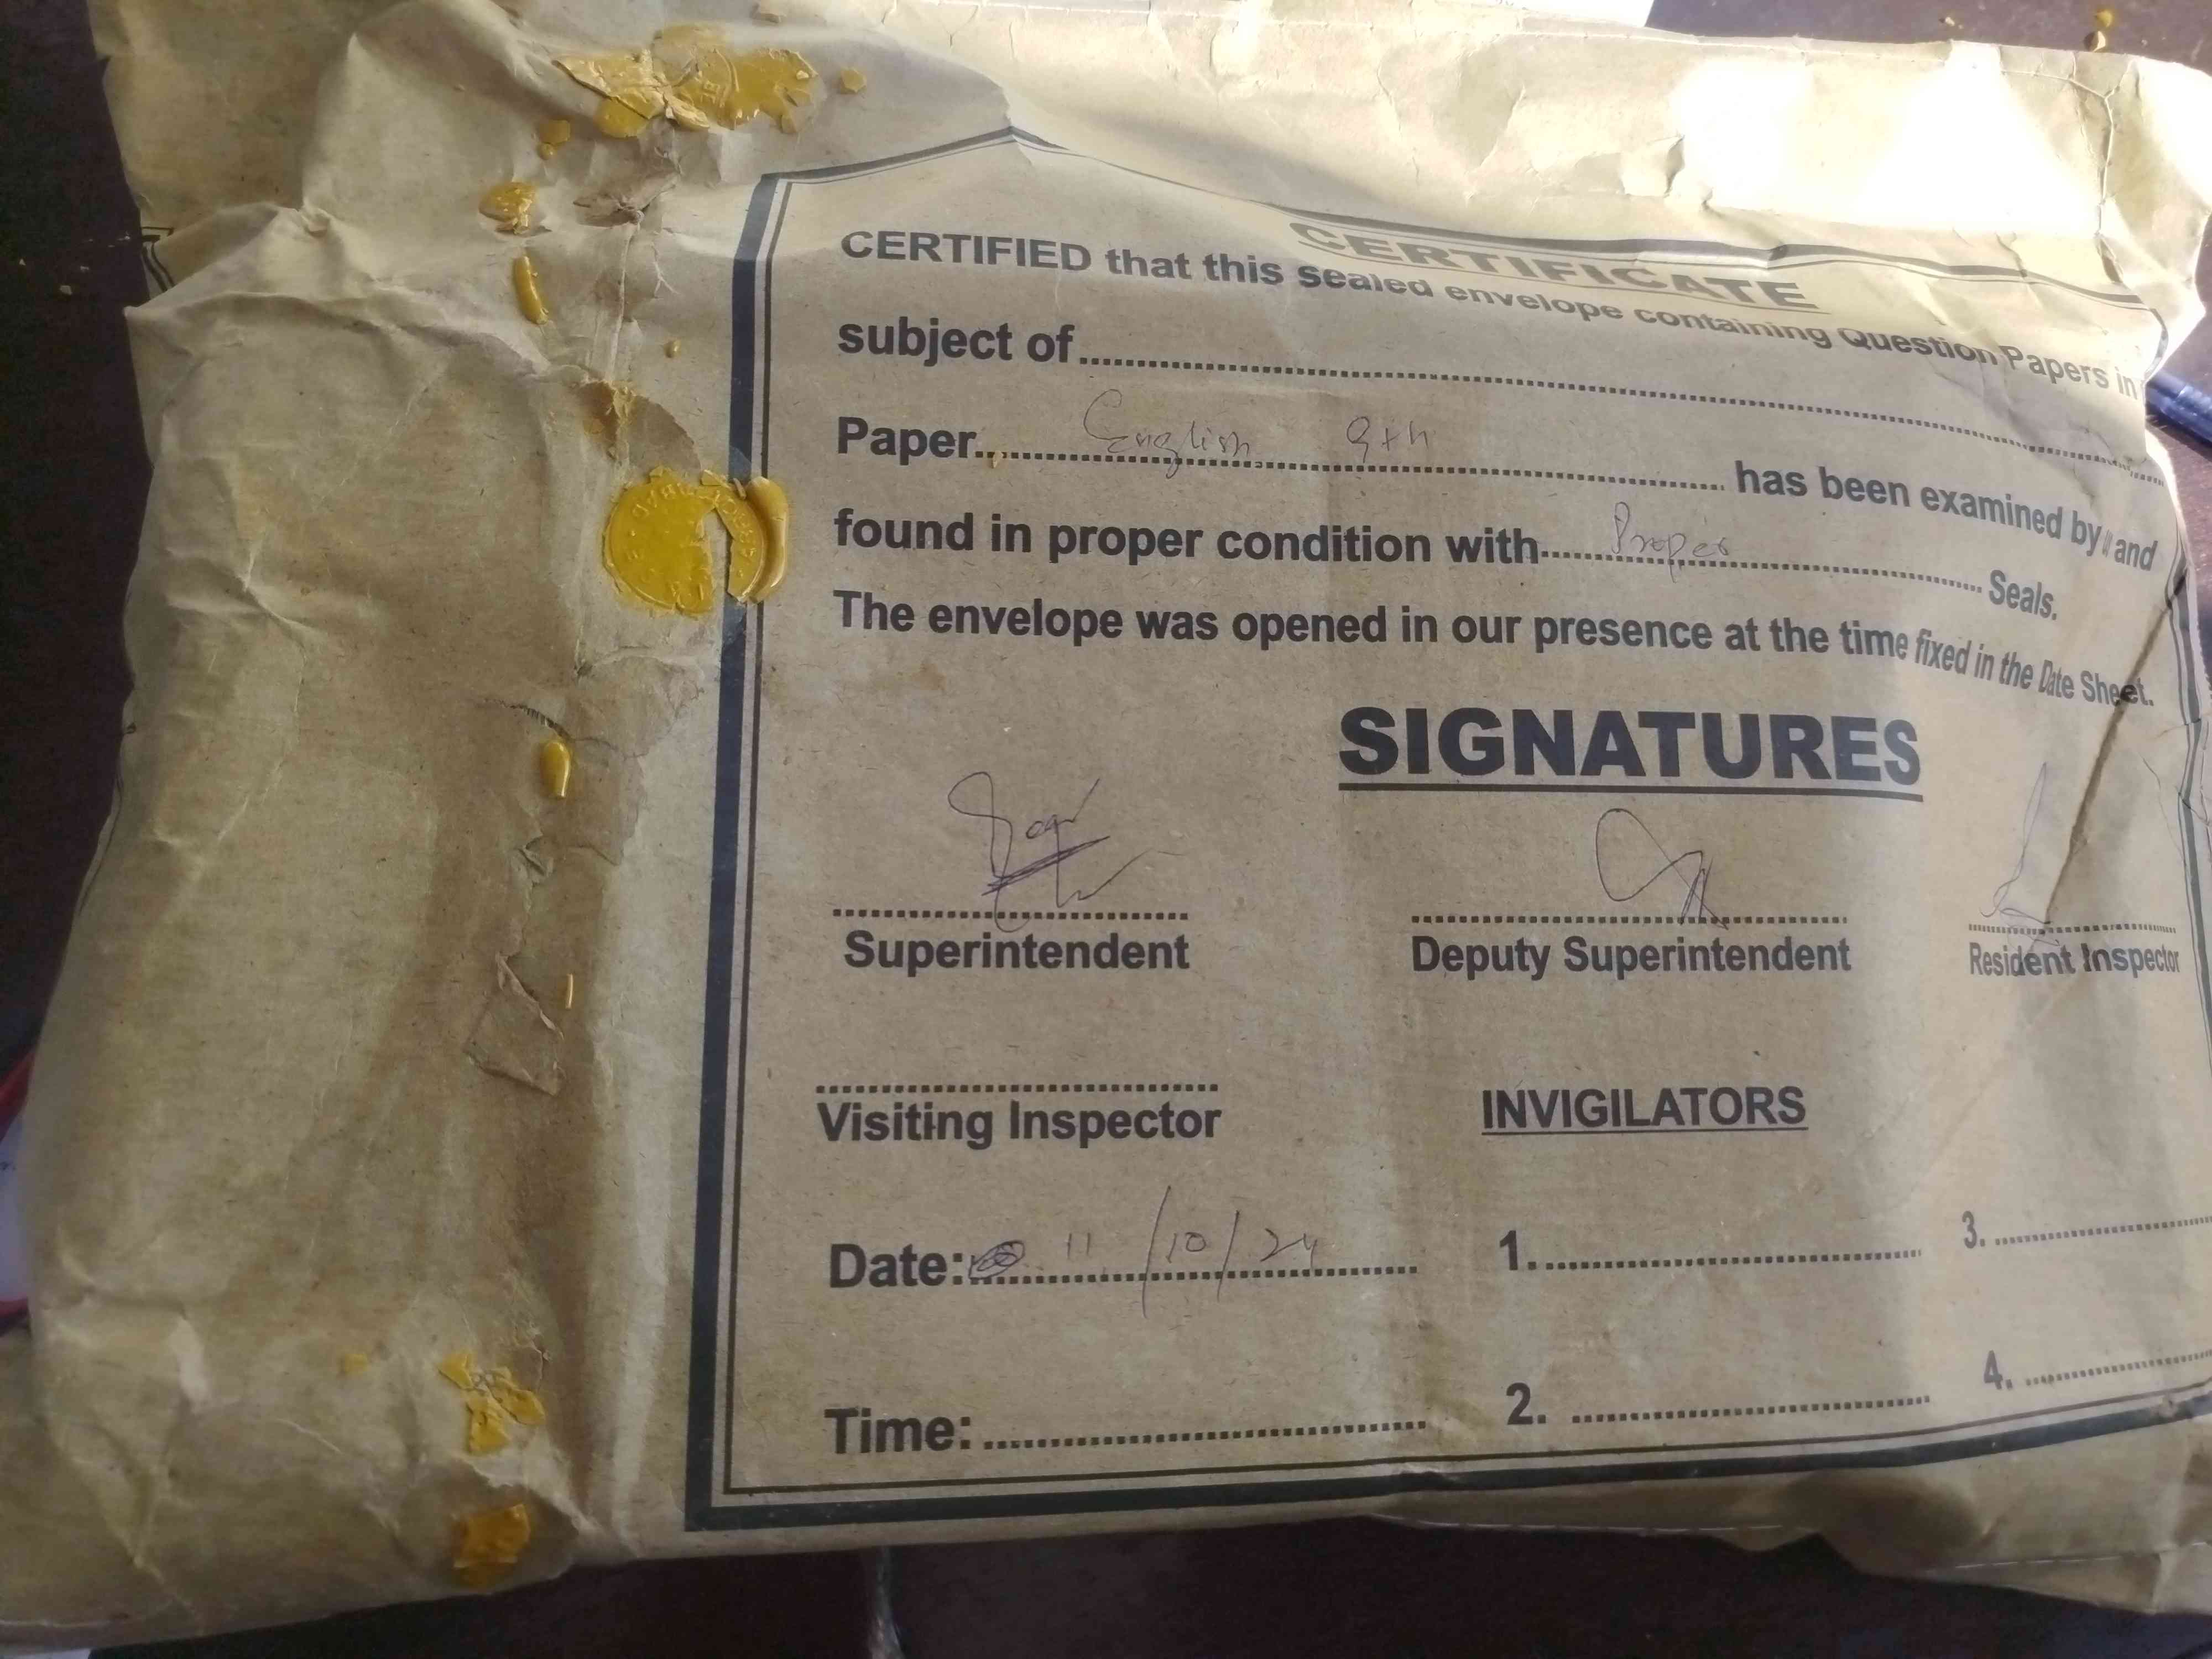 CERTIFICATE
CERTIFIED that this sealed envelope containing Question Papers in
subject of
Paper English 9th has been examined by and
found in proper condition with Proper Seals.
The envelope was opened in our presence at the time fixed in the Date Sheet.
SIGNATURES
Superintendent Deputy Superintendent Resident Inspector
Visiting Inspector INVIGILATORS
Date: 11/10/24 1. 3.
Time: 2. 4.